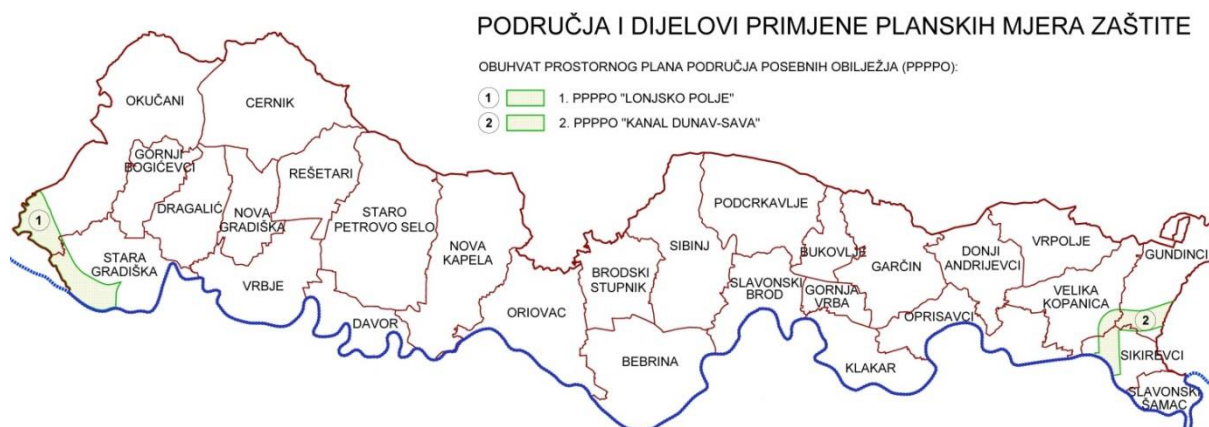 PODRUČJA I DIJELOVI PRIMJENE PLANSKIH MJERA ZAŠTITE
OBUHVAT PROSTORNOG PLANA PODRUČJA POSEBNIH OBILJEŽJA (PPPPO):
1 1. PPPPO "LONJSKO POLJE"
2 2. PPPPO "KANAL DUNAV-SAVA"
OKUČANI
CERNIK
GORNJI
BOGIĆEVCI
REŠETARI
DRAGALIĆ
NOVA
GRADIŠKA
STARO
PETROVO SELO
1
STARA
GRADIŠKA
VRBJE
DAVOR
NOVA
KAPELA
ORIOVAC
BRODSKI
STUPNIK
SIBINJ
BEBRINA
PODCRKAVLJE
SLAVONSKI
BROD
BUKOVLJE
GORNJA
VRBA
GARČIN
KLAKAR
OPRISAVCI
DONJI
ANDRIJEVCI
VRPOLJE
VELIKA
KOPANICA
GUNDINCI
2
SIKIREVCI
SLAVONSKI
ŠAMAC